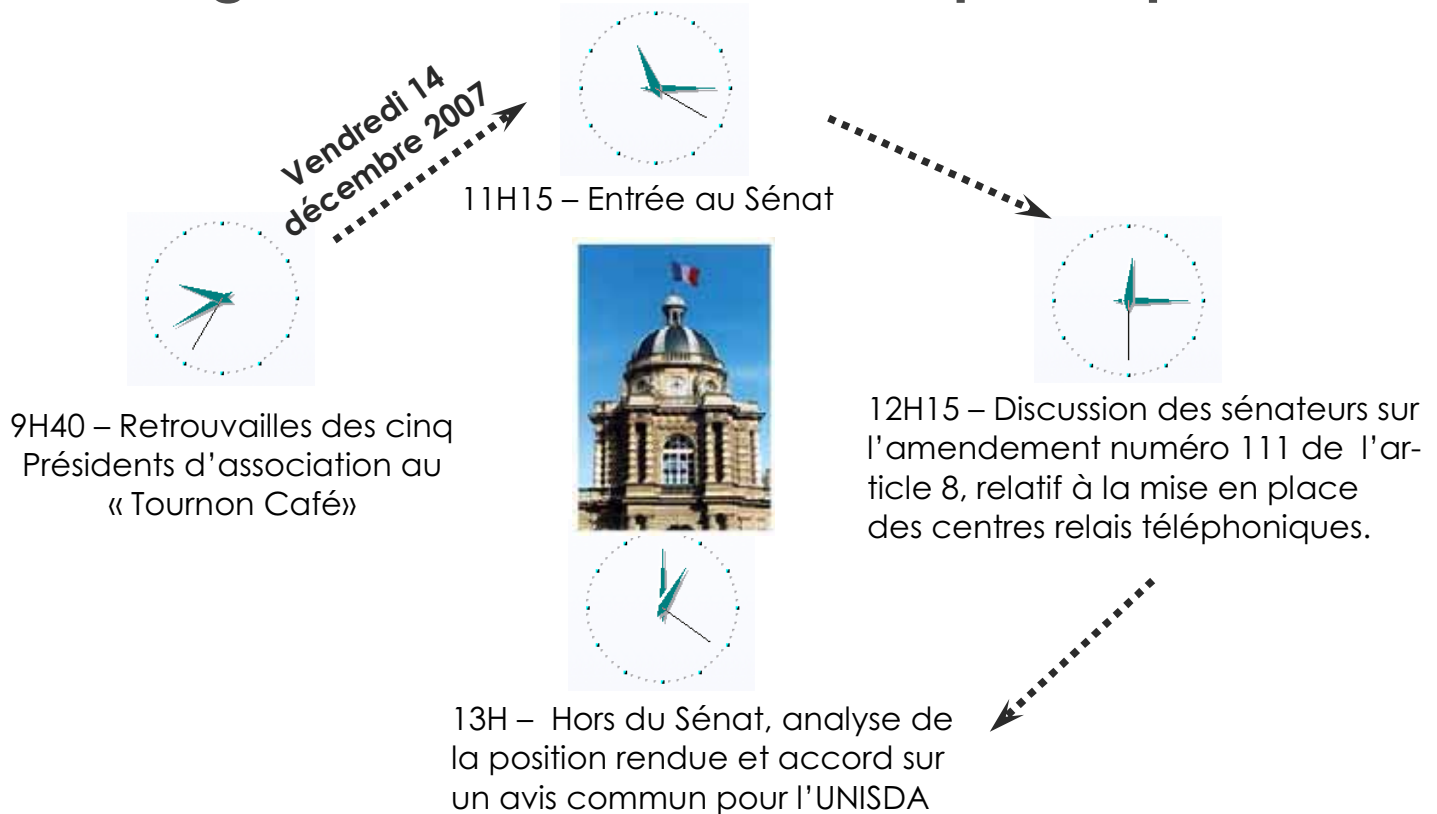 Vendredi 14
décembre 2007
11H15 – Entrée au Sénat
9H40 – Retrouvailles des cinq
Présidents d’association au
« Tournon Café»
12H15 – Discussion des sénateurs sur
l’amendement numéro 111 de l’ar-
ticle 8, relatif à la mise en place
des centres relais téléphoniques.
13H – Hors du Sénat, analyse de
la position rendue et accord sur
un avis commun pour l’UNISDA